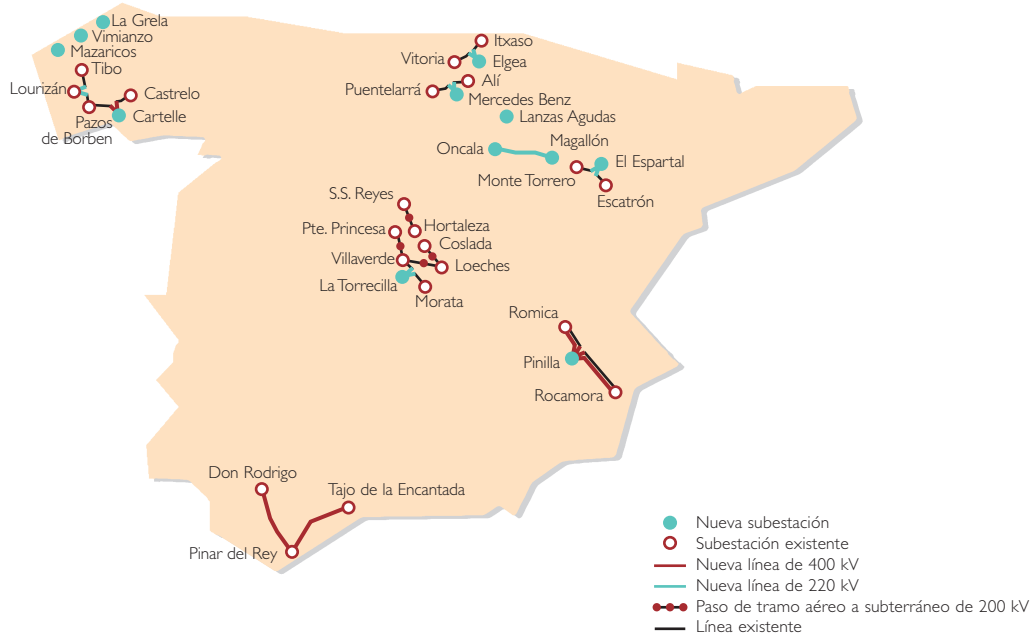 La Grela
Vimianzo
Mazaricos
Tibo
Lourizán
Castrelo
Pazos
de Borben
Cartelle
Itxaso
Vitoria
Elgea
Alí
Puentelarrá
Mercedes Benz
Lanzas Agudas
Oncala
Magallón
El Espartal
Monte Torrero
Escatrón
S.S. Reyes
Pte. Princesa
Hortaleza
Coslada
Villaverde
Loeches
La Torrecilla
Morata
Romica
Pinilla
Rocamora
Don Rodrigo
Tajo de la Encantada
Pinar del Rey
Nueva subestación
Subestación existente
Nueva línea de 400 kV
Nueva línea de 220 kV
Paso de tramo aéreo a subterráneo de 200 kV
Línea existente